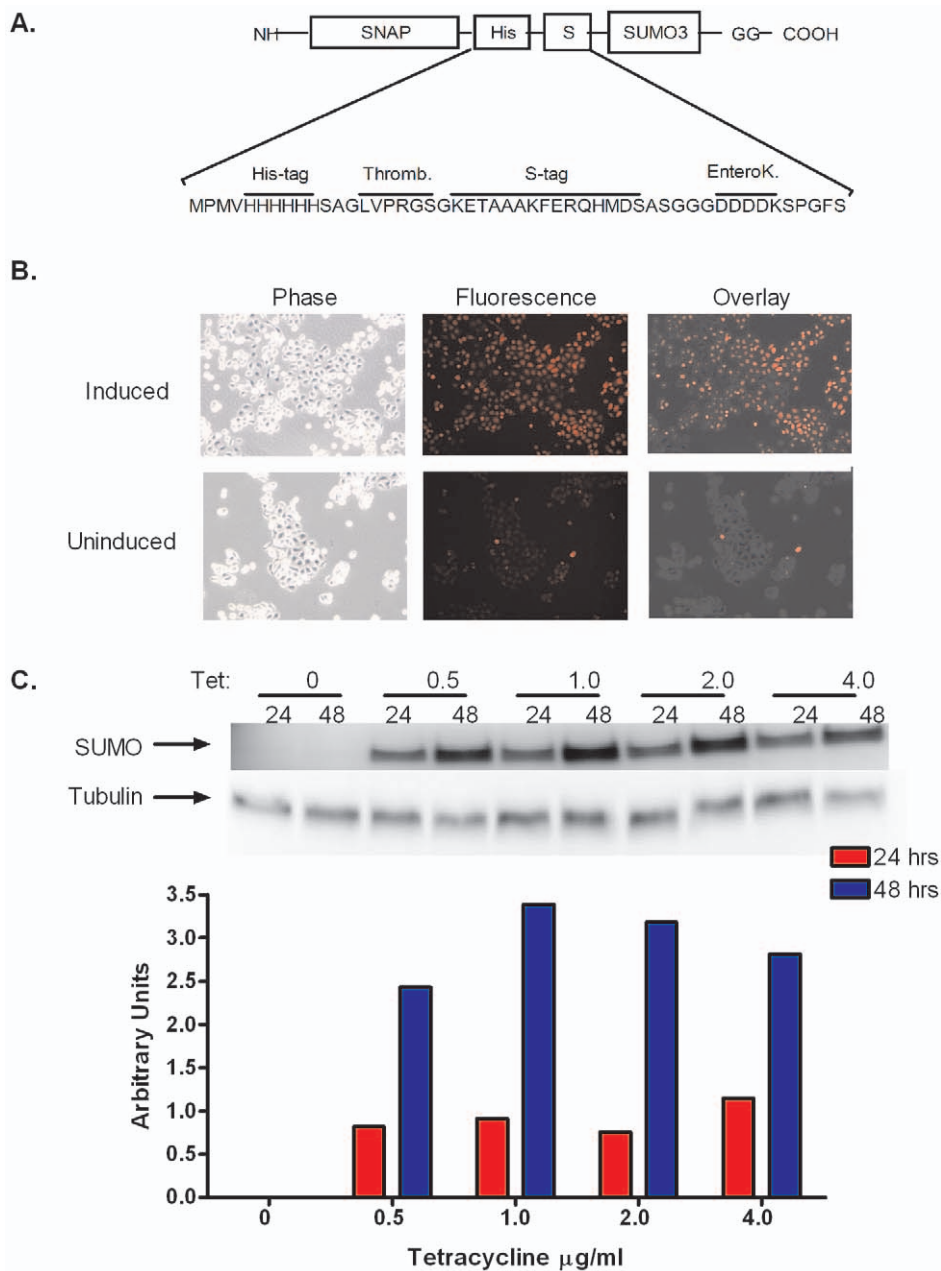 A.
NH SNAP His S SUMO3 GG COOH
His-tag Thromb. S-tag EnteroK.
MPMVHHHHHHSAGLVPRGSGKETAAAKFERQHMDSASGGGDDDDKSPGFS
B.
Phase Fluorescence Overlay
Induced
Uninduced
C.
Tet: 0 0.5 1.0 2.0 4.0
24 48 24 48 24 48 24 48 24 48
SUMO
Tubulin
24 hrs
48 hrs
3.5
3.0
2.5
2.0
1.5
1.0
0.5
0.0
Arbitrary Units
0 0.5 1.0 2.0 4.0
Tetracycline μg/ml